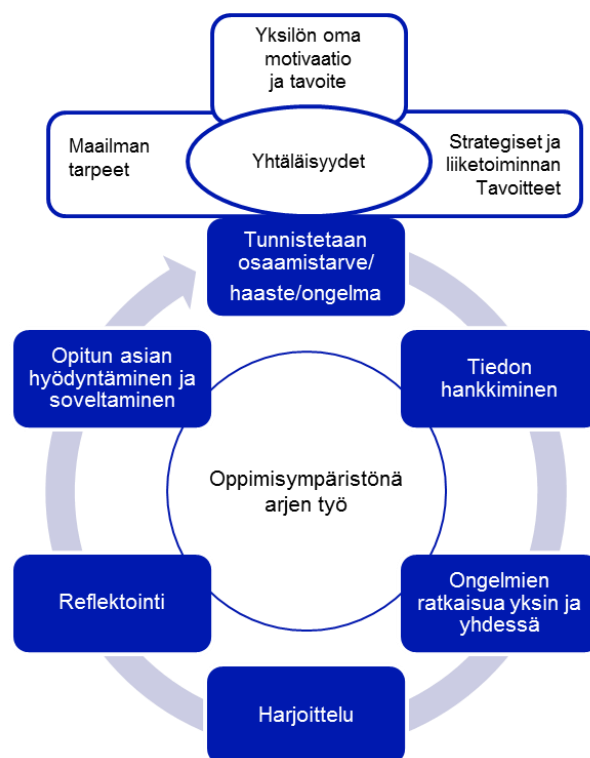 Yksilön oma
motivaatio
ja tavoite
Maailman
tarpeet
Yhtäläisyydet
Strategiset ja
liiketoiminnan
Tavoitteet
Tunnistetaan
osaamistarve/
haaste/ongelma
Opitun asian
hyödyntäminen ja
soveltaminen
Tiedon
hankkiminen
Oppimisympäristönä
arjen työ
Reflektointi
Ongelmien
ratkaisua yksin ja
yhdessä
Harjoittelu